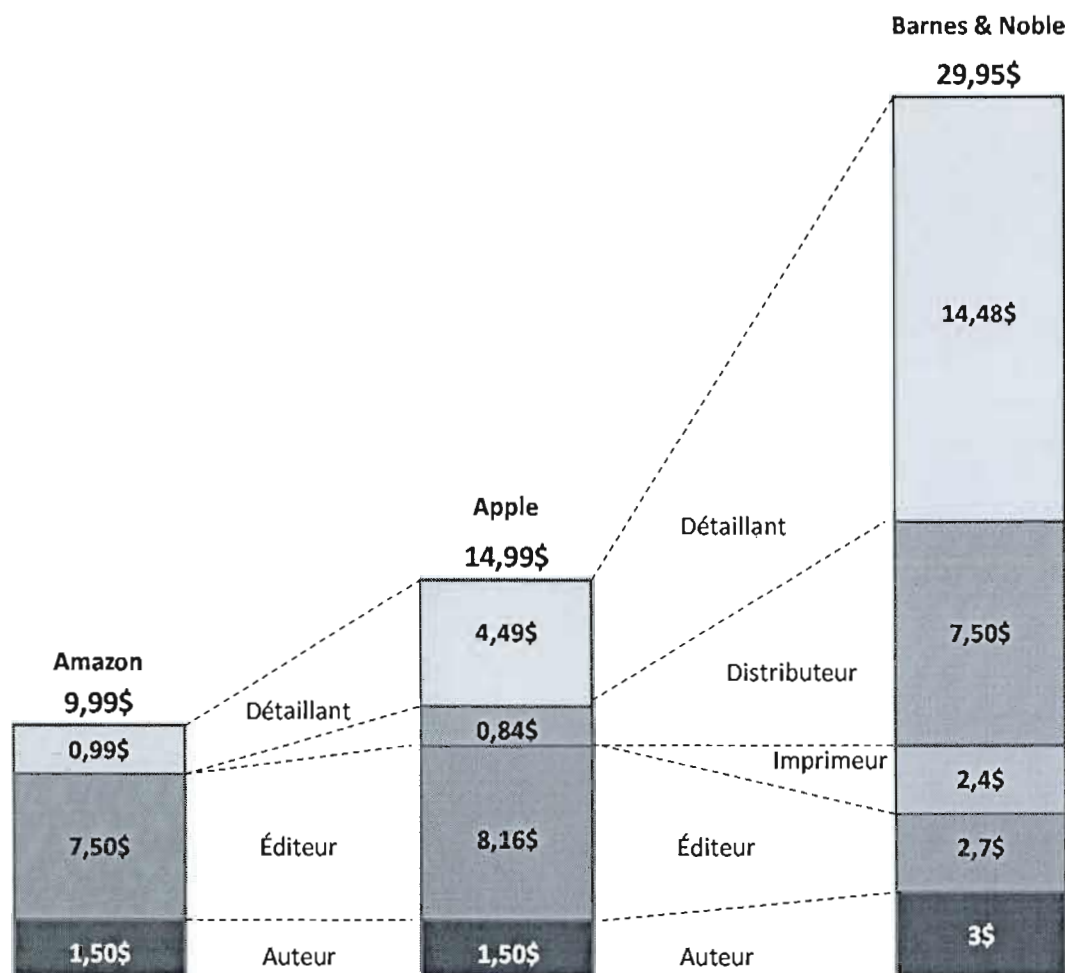 Barnes & Noble
29,95$
14,48$
Apple
14,99$
Détaillant
4,49$
7,50$
Amazon
9,99$
Distributeur
Détaillant
0,99$
0,84$
Imprimeur
2,4$
7,50$
Éditeur
8,16$
Éditeur
2,7$
1,50$
Auteur
1,50$
Auteur
3$